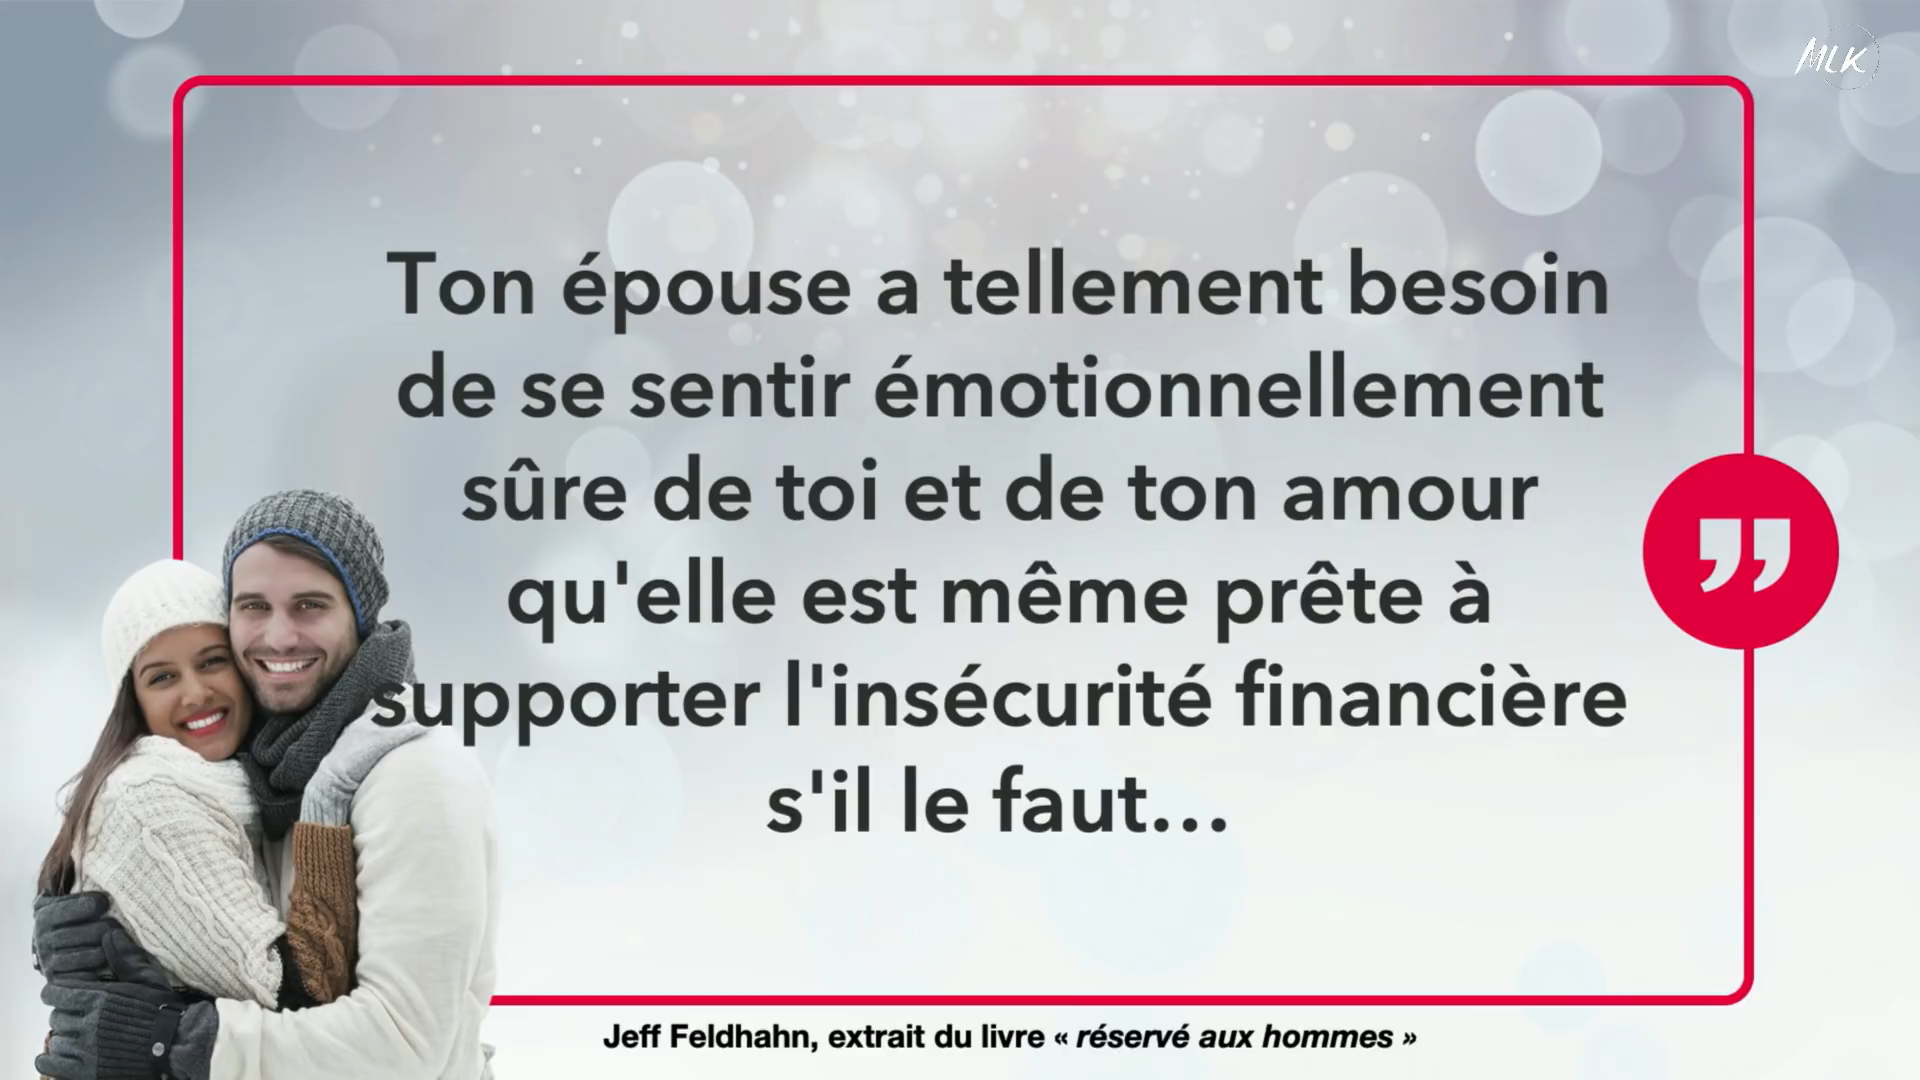 MLK
Ton épouse a tellement besoin
de se sentir émotionnellement
sûre de toi et de ton amour
qu'elle est même prête à
supporter l'insécurité financière
s'il le faut…
Jeff Feldhahn, extrait du livre « réservé aux hommes »